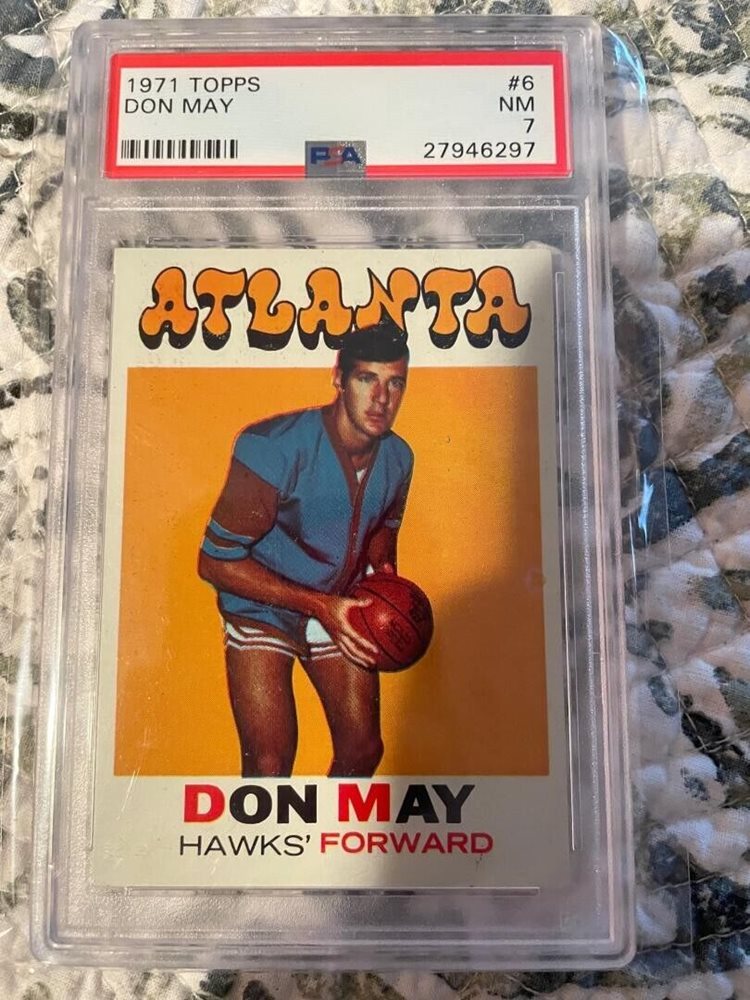 1971 TOPPS #6
DON MAY NM
7
PSA 27946297
ATLANTA
DON MAY
HAWKS' FORWARD